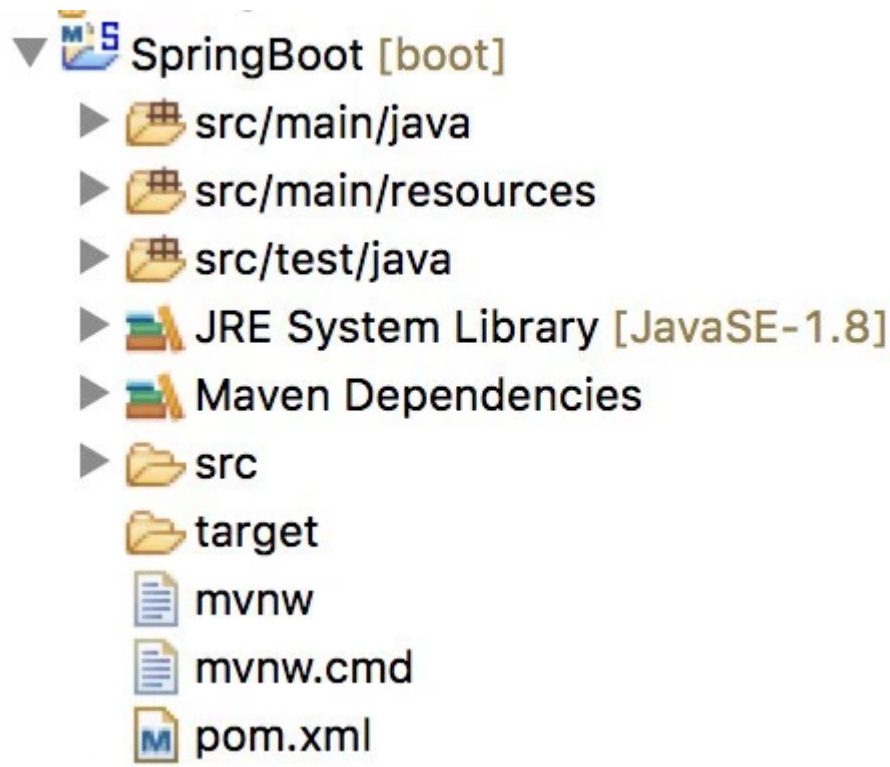 SpringBoot [boot]
src/main/java
src/main/resources
src/test/java
JRE System Library [JavaSE-1.8]
Maven Dependencies
src
target
mvnw
mvnw.cmd
pom.xml